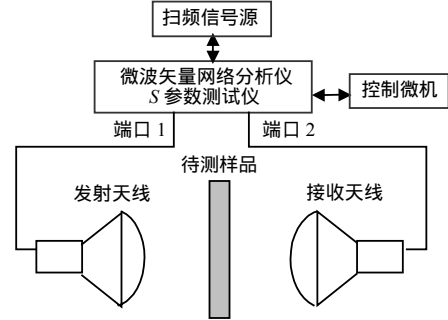 扫频信号源
微波矢量网络分析仪
S 参数测试仪
控制微机
端口 1
端口 2
待测样品
发射天线
接收天线